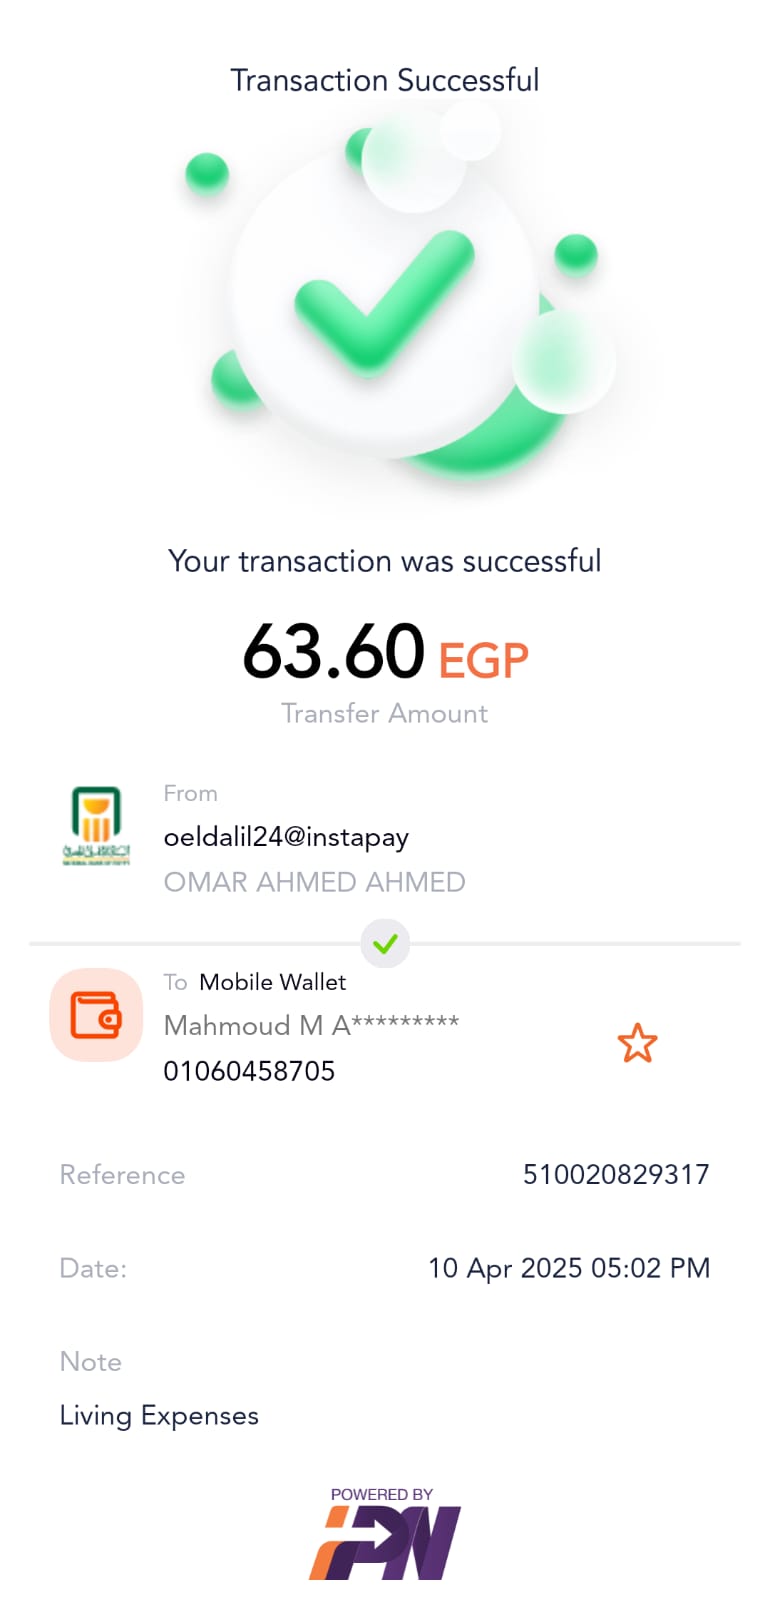 Transaction Successful
Your transaction was successful
63.60 EGP
Transfer Amount
From
oeldalil24@instapay
OMAR AHMED AHMED
To Mobile Wallet
Mahmoud M A*********
01060458705
Reference
510020829317
Date:
10 Apr 2025 05:02 PM
Note
Living Expenses
POWERED BY
IPN